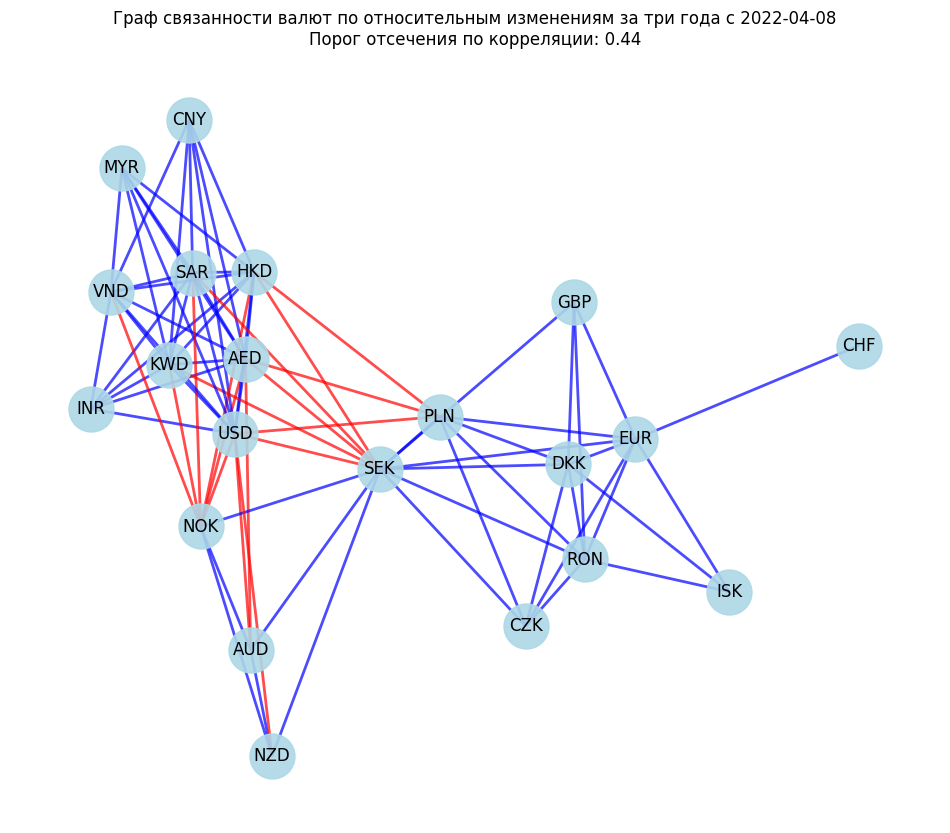 Граф связанности валют по относительным изменениям за три года с 2022-04-08
Порог отсечения по корреляции: 0.44
CNY
MYR
SAR
HKD
VND
GBP
CHF
AED
KWD
INR
PLN
USD
EUR
SEK
DKK
NOK
RON
ISK
CZK
AUD
NZD